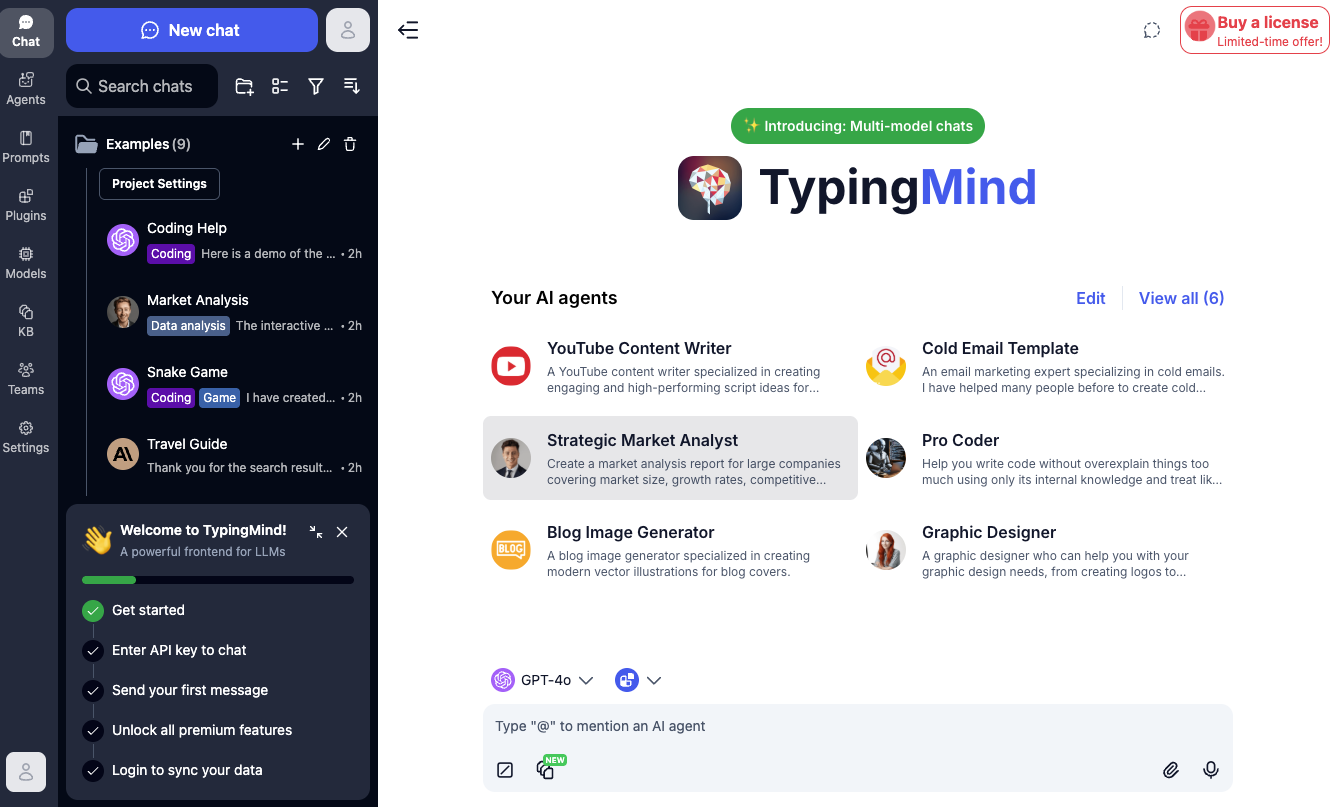 Chat
Agents
Prompts
Plugins
Models
KB
Teams
Settings
New chat
Search chats
Examples (9)
Project Settings
Coding Help
Coding Here is a demo of the ... • 2h
Market Analysis
Data analysis The interactive ... • 2h
Snake Game
Coding Game I have created... • 2h
Travel Guide
Thank you for the search result... • 2h
Welcome to TypingMind!
A powerful frontend for LLMs
Get started
Enter API key to chat
Send your first message
Unlock all premium features
Login to sync your data
Buy a license
Limited-time offer!
✨ Introducing: Multi-model chats
TypingMind
Your AI agents
Edit
View all (6)
YouTube Content Writer
A YouTube content writer specialized in creating
engaging and high-performing script ideas for...
Cold Email Template
An email marketing expert specializing in cold emails.
I have helped many people before to create cold...
Strategic Market Analyst
Create a market analysis report for large companies
covering market size, growth rates, competitive...
Pro Coder
Help you write code without overexplain things too
much using only its internal knowledge and treat lik...
Blog Image Generator
A blog image generator specialized in creating
modern vector illustrations for blog covers.
BLOG
Graphic Designer
A graphic designer who can help you with your
graphic design needs, from creating logos to...
GPT-4o
Type "@" to mention an AI agent
NEW